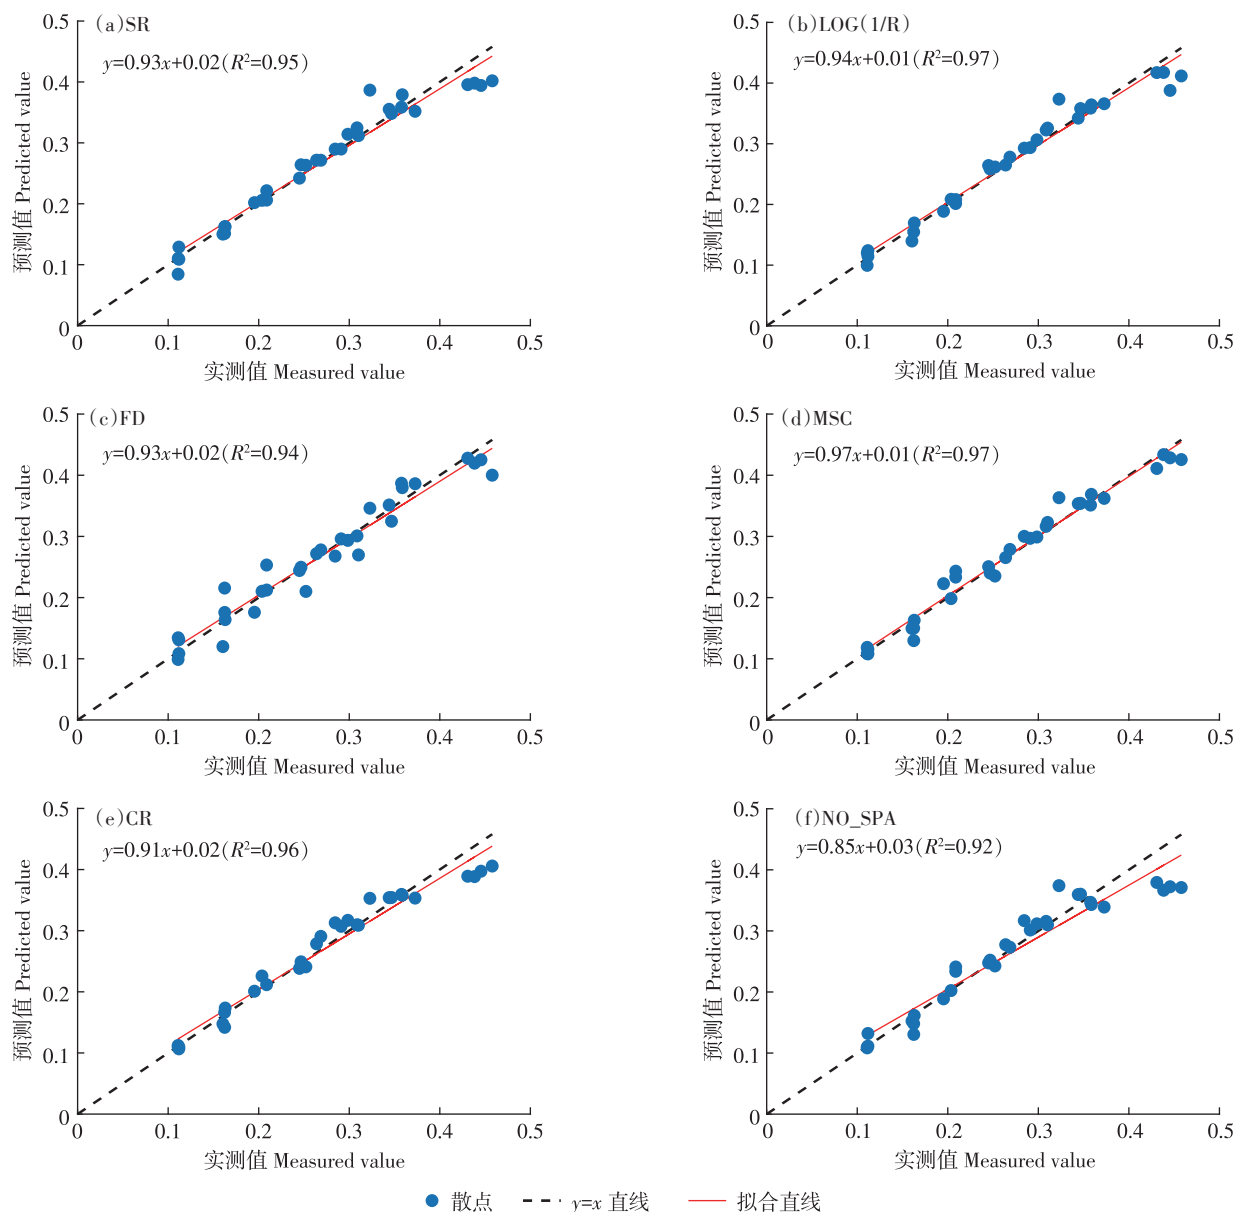 (a)SR
y=0.93x+0.02(R²=0.95)
预测值 Predicted value
0.5
0.4
0.3
0.2
0.1
0
0 0.1 0.2 0.3 0.4 0.5
实测值 Measured value
(b)LOG(1/R)
y=0.94x+0.01(R²=0.97)
预测值 Predicted value
0.5
0.4
0.3
0.2
0.1
0
0 0.1 0.2 0.3 0.4 0.5
实测值 Measured value
(c)FD
y=0.93x+0.02(R²=0.94)
预测值 Predicted value
0.5
0.4
0.3
0.2
0.1
0
0 0.1 0.2 0.3 0.4 0.5
实测值 Measured value
(d)MSC
y=0.97x+0.01(R²=0.97)
预测值 Predicted value
0.5
0.4
0.3
0.2
0.1
0
0 0.1 0.2 0.3 0.4 0.5
实测值 Measured value
(e)CR
y=0.91x+0.02(R²=0.96)
预测值 Predicted value
0.5
0.4
0.3
0.2
0.1
0
0 0.1 0.2 0.3 0.4 0.5
实测值 Measured value
(f)NO_SPA
y=0.85x+0.03(R²=0.92)
预测值 Predicted value
0.5
0.4
0.3
0.2
0.1
0
0 0.1 0.2 0.3 0.4 0.5
实测值 Measured value
散点 y=x 直线 拟合直线